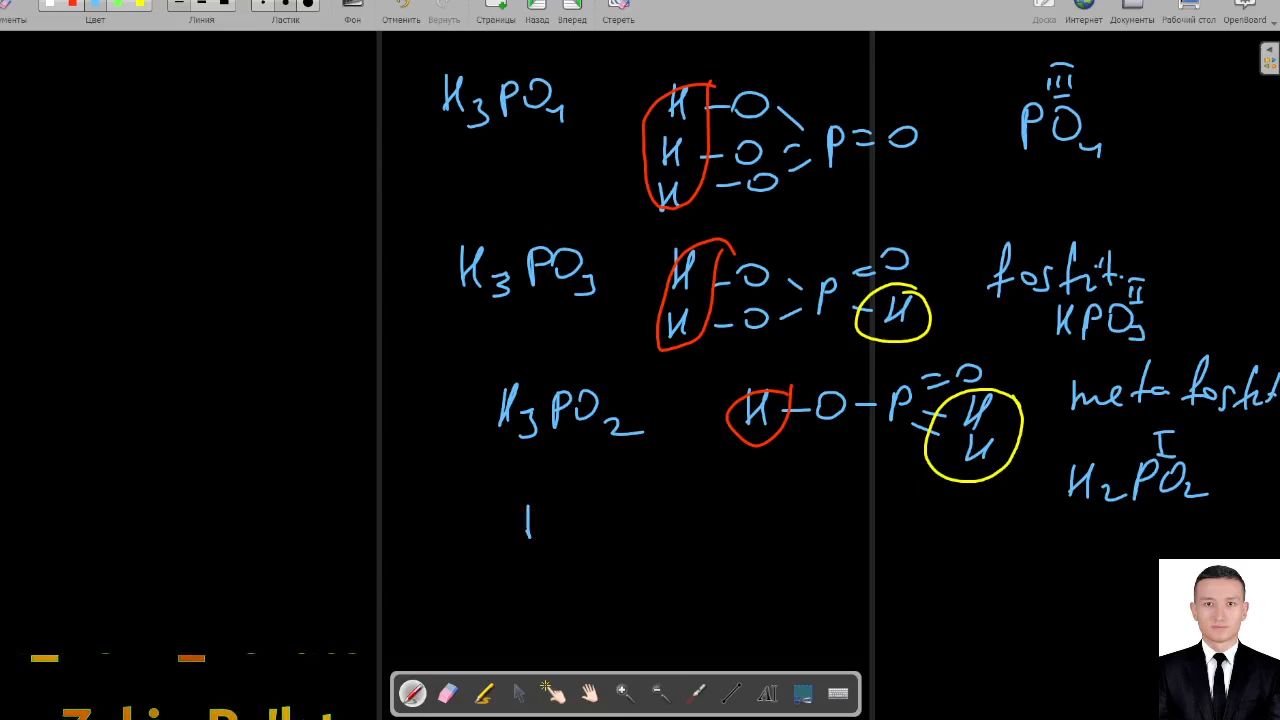 Цвет Линия Ластик Фон Отменить Вернуть Страницы Назад Вперед Стереть Доска Интернет Документы Рабочий стол OpenBoard
H3PO4 H-O H-O H-O P=O PO4 III
H3PO3 H-O H-O P=O -H fosfit
HPO3 II
H3PO2 H-O-P=O H H metafosfit
H2PO2 I